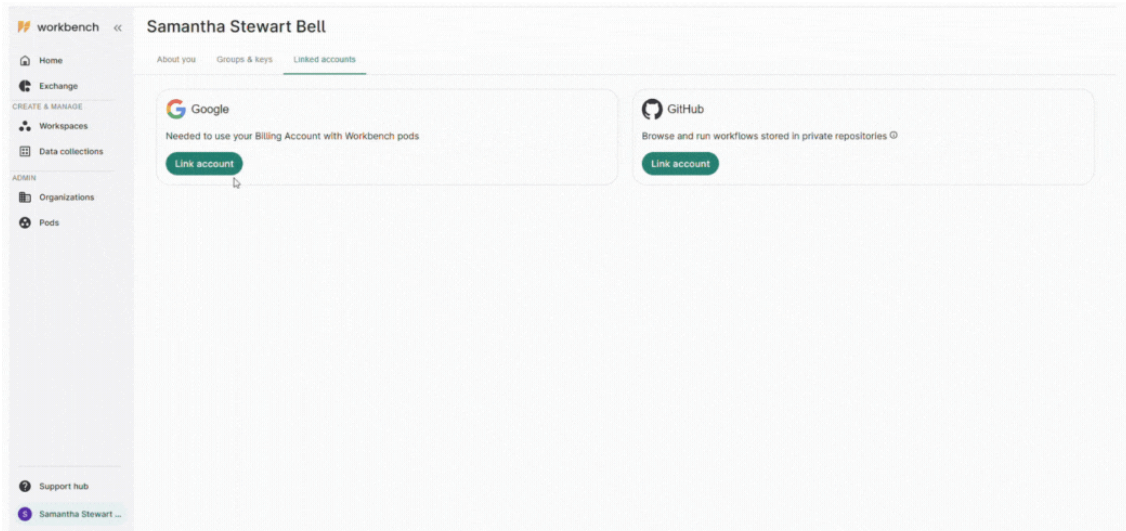 workbench
Samantha Stewart Bell
Home
Exchange
CREATE & MANAGE
Workspaces
Data collections
ADMIN
Organizations
Pods
Support hub
Samantha Stewart ...
About you
Groups & keys
Linked accounts
Google
Needed to use your Billing Account with Workbench pods
Link account
GitHub
Browse and run workflows stored in private repositories
Link account
S